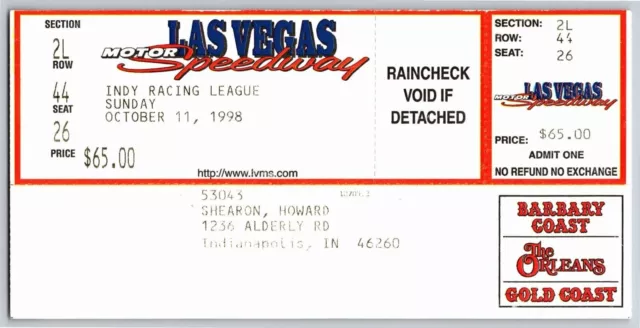 SECTION
2L
ROW
44
SEAT
26
PRICE $65.00
LAS VEGAS
MOTOR Speedway
INDY RACING LEAGUE
SUNDAY
OCTOBER 11, 1998
http://www.lvms.com
RAINCHECK
VOID IF
DETACHED
SECTION: 2L
ROW: 44
SEAT: 26
LAS VEGAS
MOTOR Speedway
PRICE: $65.00
ADMIT ONE
NO REFUND NO EXCHANGE
53043
SHEARON, HOWARD
1236 ALDERLY RD
Indianapolis, IN 46260
BARBARY
COAST
The
ORLEANS
GOLD COAST